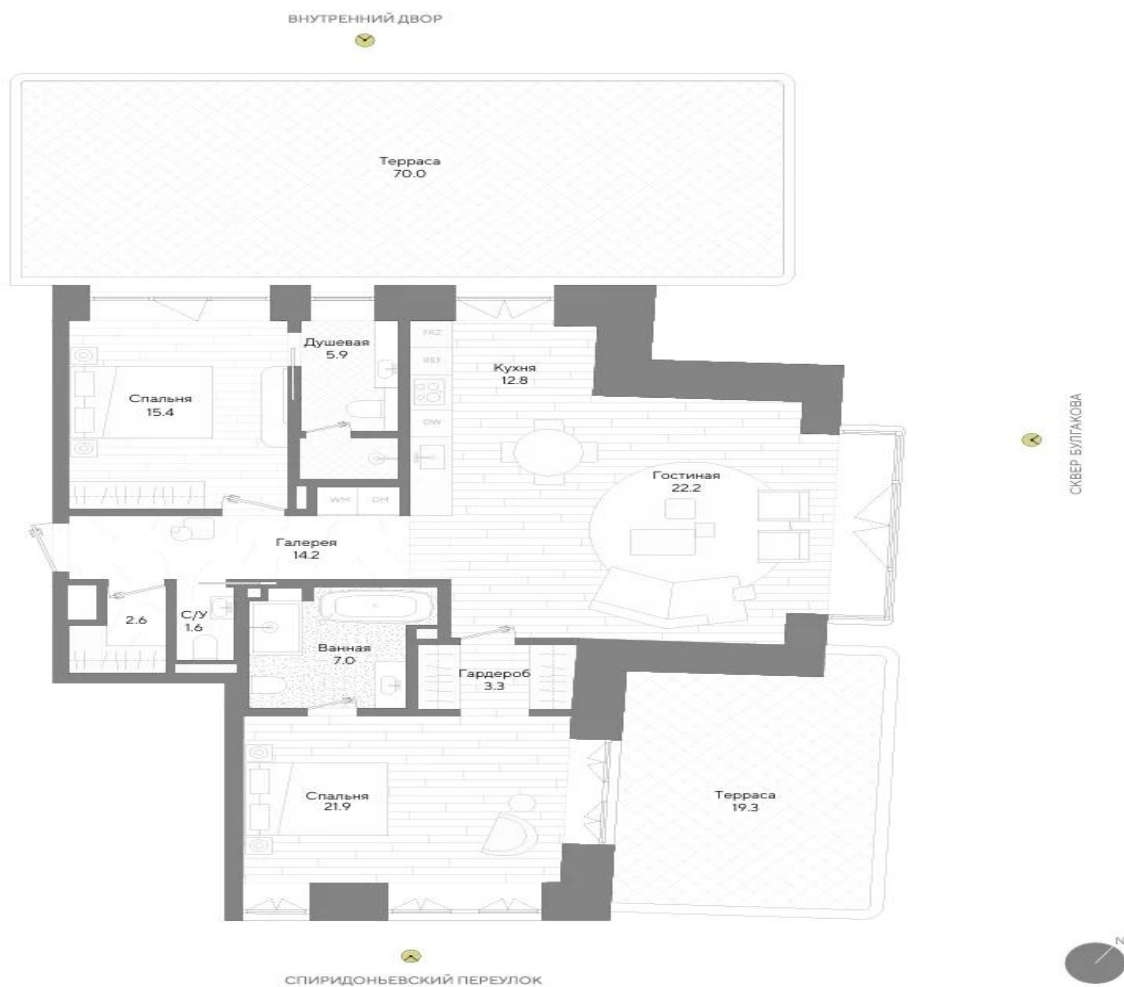 ВНУТРЕННИЙ ДВОР
Терраса
70.0
Душевая
5.9
FRZ
REF
Кухня
12.8
Спальня
15.4
DW
СКВЕР БУЛГАКОВА
Гостиная
22.2
WM
DM
Галерея
14.2
2.6
С/У
1.6
Ванная
7.0
Гардероб
3.3
Спальня
21.9
Терраса
19.3
N
СПИРИДОНЬЕВСКИЙ ПЕРЕУЛОК